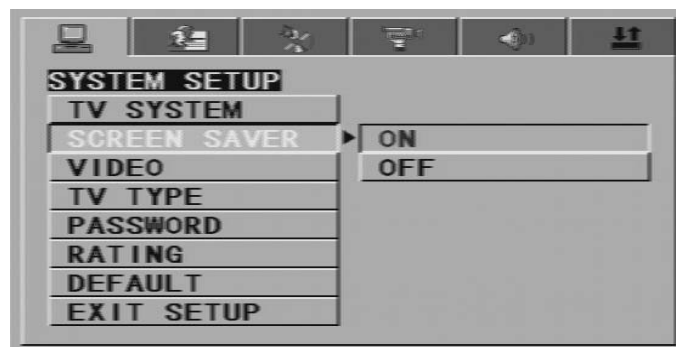 SYSTEM SETUP
TV SYSTEM
SCREEN SAVER ON
VIDEO OFF
TV TYPE
PASSWORD
RATING
DEFAULT
EXIT SETUP